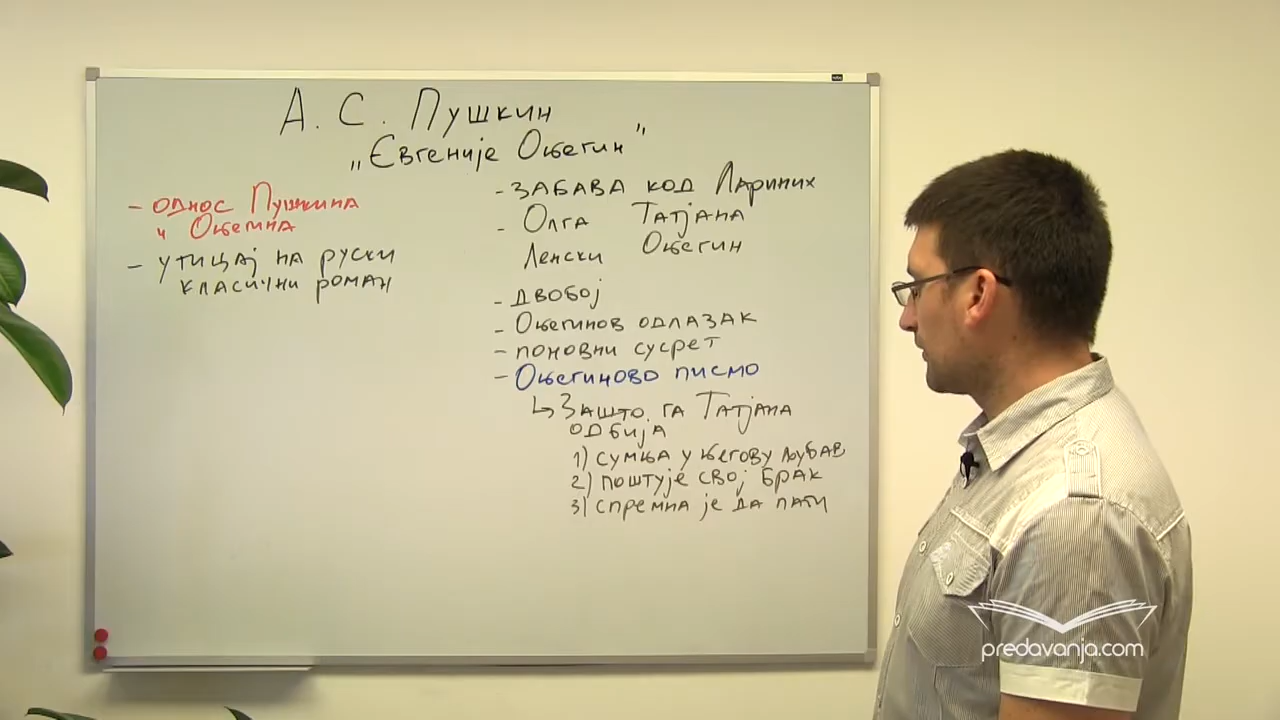 А. С. Пушкин
„Евгеније Оњегин"
- однос Пушкина
и Оњегина
- утицај на руски
класични роман
- забава код Лариних
- Олга Татјана
Ленски Оњегин
- двобој
- Оњегинов одлазак
- поновни сусрет
- Оњегиново писмо
↳ Зашто га Татјана
одбија
1) сумња у његову љубав
2) поштује свој брак
3) спремна је да пати
predavanja.com